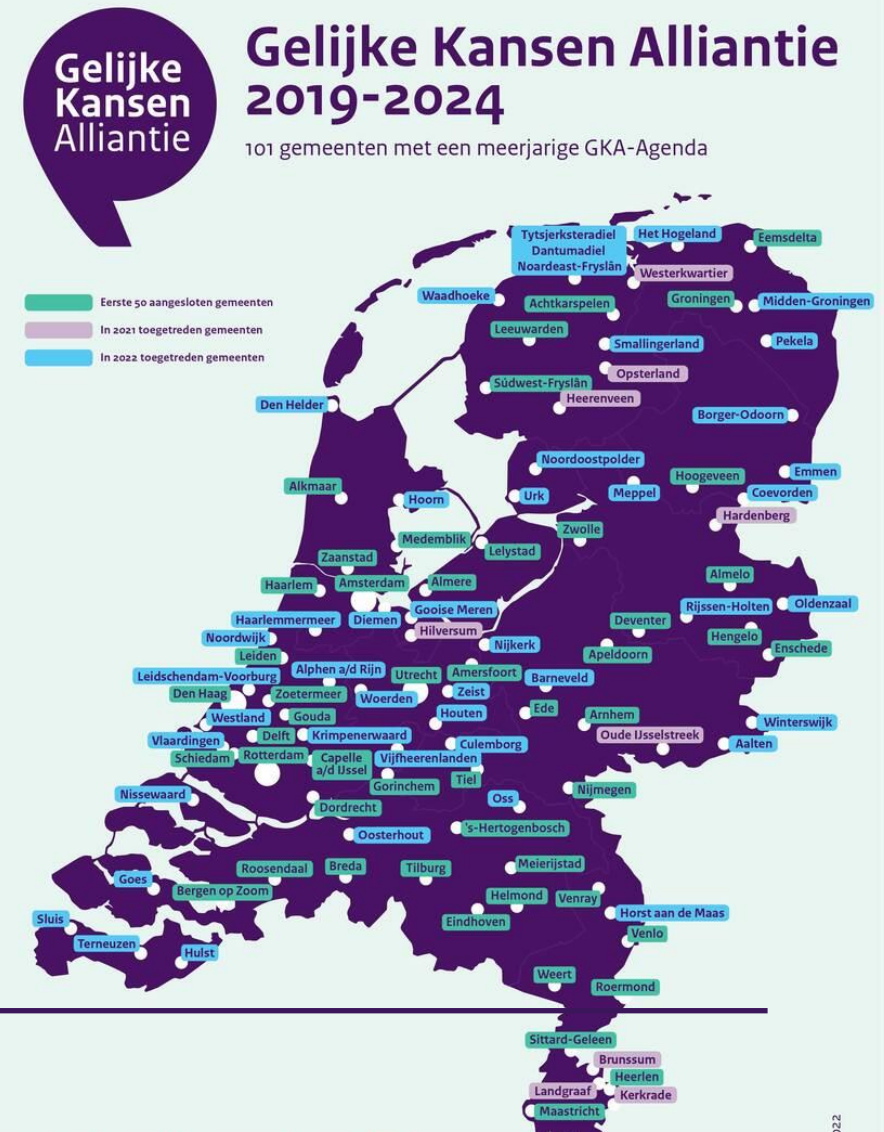 Gelijke
Kansen
Alliantie
Gelijke Kansen Alliantie
2019-2024
101 gemeenten met een meerjarige GKA-Agenda
Eerste 50 aangesloten gemeenten
In 2021 toegetreden gemeenten
In 2022 toegetreden gemeenten
Tytsjerksteradiel
Dantumadiel
Noardeast-Fryslân
Het Hogeland
Eemsdelta
Westerkwartier
Waadhoeke
Achtkarspelen
Groningen
Midden-Groningen
Leeuwarden
Smallingerland
Pekela
Opsterland
Súdwest-Fryslân
Heerenveen
Den Helder
Borger-Odoorn
Noordoostpolder
Emmen
Hoogeveen
Alkmaar
Hoorn
Urk
Meppel
Coevorden
Hardenberg
Zwolle
Medemblik
Lelystad
Zaanstad
Almelo
Haarlem
Amsterdam
Almere
Rijssen-Holten
Oldenzaal
Gooise Meren
Haarlemmermeer
Diemen
Deventer
Hilversum
Noordwijk
Hengelo
Nijkerk
Enschede
Leiden
Apeldoorn
Alphen a/d Rijn
Leidschendam-Voorburg
Utrecht
Amersfoort
Barneveld
Den Haag
Zoetermeer
Woerden
Zeist
Westland
Gouda
Houten
Ede
Arnhem
Winterswijk
Delft
Krimpenerwaard
Oude IJsselstreek
Vlaardingen
Culemborg
Aalten
Schiedam
Rotterdam
Capelle
a/d IJssel
Vijfheerenlanden
Gorinchem
Tiel
Nijmegen
Nissewaard
Oss
Dordrecht
Oosterhout
's-Hertogenbosch
Roosendaal
Breda
Tilburg
Meierijstad
Goes
Bergen op Zoom
Helmond
Venray
Sluis
Eindhoven
Horst aan de Maas
Venlo
Terneuzen
Hulst
Weert
Roermond
Sittard-Geleen
Brunssum
Heerlen
Landgraaf
Kerkrade
Maastricht